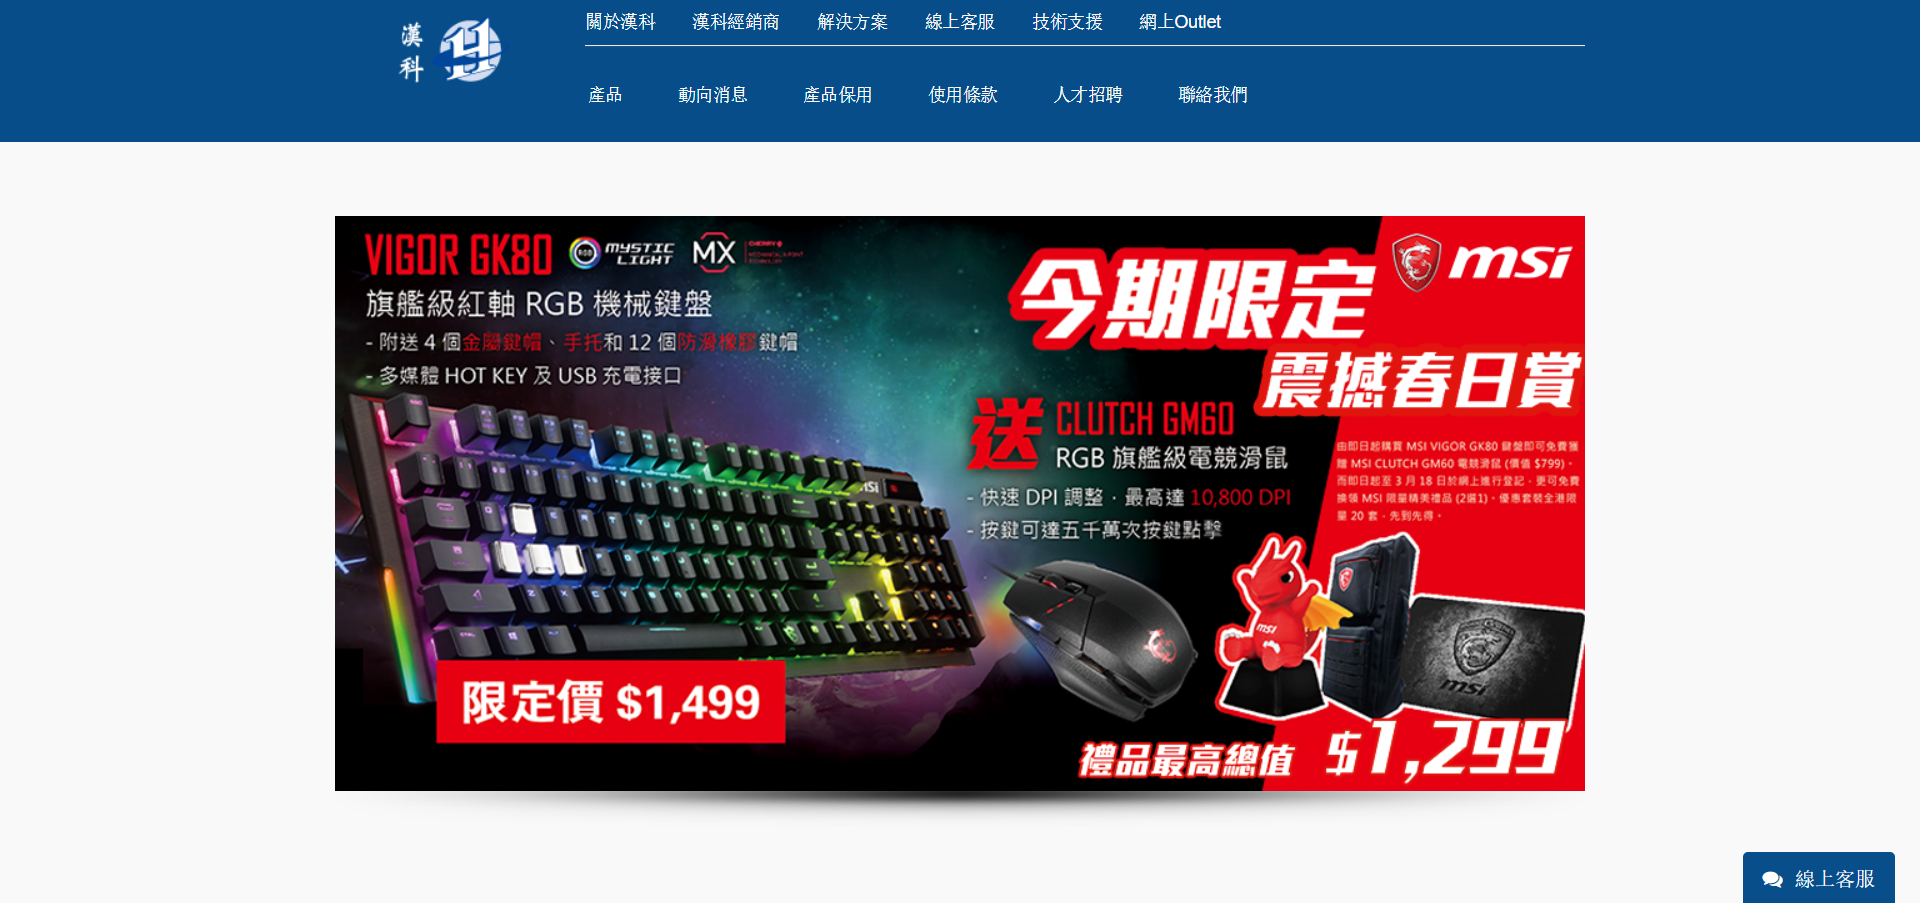 漢科
關於漢科 漢科經銷商 解決方案 線上客服 技術支援 網上Outlet
產品 動向消息 產品保用 使用條款 人才招聘 聯絡我們
VIGOR GK80 RGB MYSTIC LIGHT MX CHERRY
旗艦級紅軸 RGB 機械鍵盤
- 附送 4 個金屬鍵帽、手托和 12 個防滑橡膠鍵帽
- 多媒體 HOT KEY 及 USB 充電接口
msi
今期限定
震撼春日賞
送 CLUTCH GM60
RGB 旗艦級電競滑鼠
- 快速 DPI 調整，最高達 10,800 DPI
- 按鍵可達五千萬次按鍵點擊
由即日起購買 MSI VIGOR GK80 鍵盤即可免費獲
贈 MSI CLUTCH GM60 電競滑鼠 (價值 $799)。
而即日起至 3 月 18 日於網上進行登記，更可免費
換領 MSI 限量精美禮品 (2選1)。優惠套裝全港限
量 20 套，先到先得。
msi
msi
msi
限定價 $1,499
禮品最高總值 $1,299
線上客服